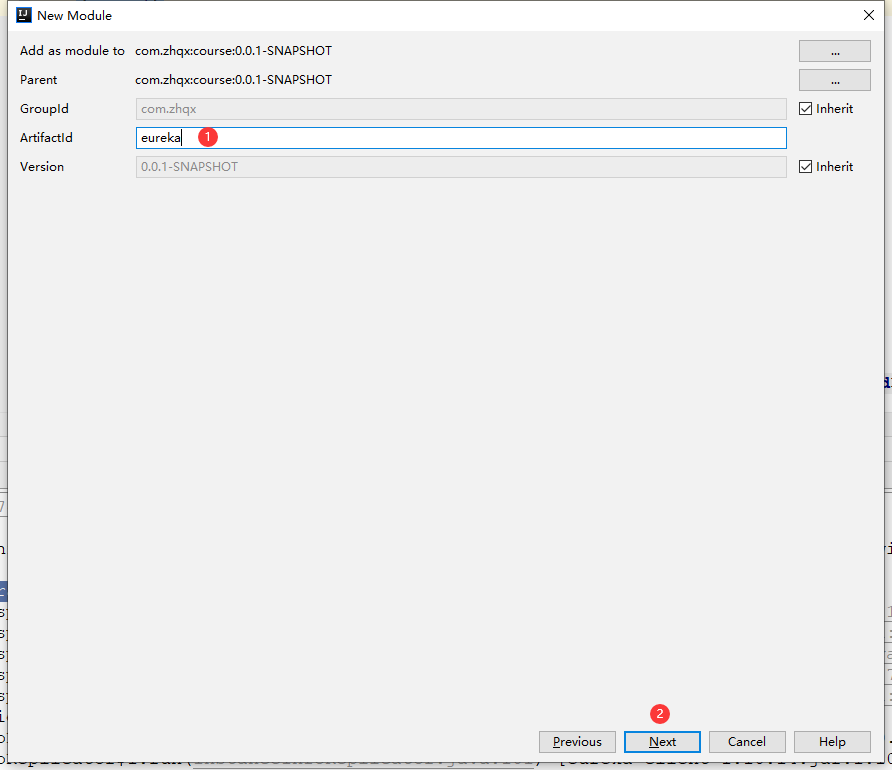 New Module
Add as module to com.zhqx:course:0.0.1-SNAPSHOT ...
Parent com.zhqx:course:0.0.1-SNAPSHOT ...
GroupId com.zhqx Inherit
ArtifactId eureka 1
Version 0.0.1-SNAPSHOT Inherit
2
Previous Next Cancel Help